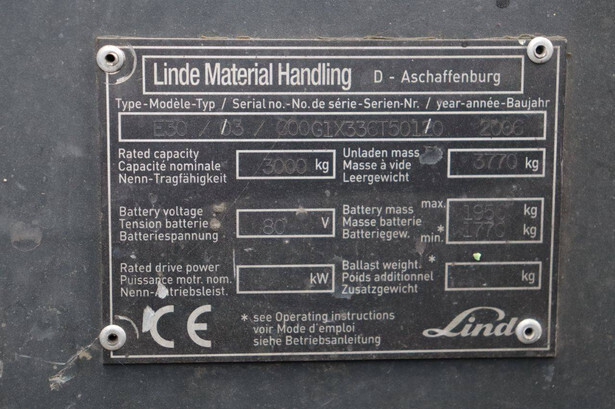 Linde Material Handling D - Aschaffenburg
Type-Modèle-Typ / Serial no.-No. de série-Serien-Nr. / year-année-Baujahr
E30 / 03 /
Rated capacity
Capacité nominale
Nenn-Tragfähigkeit
3000 kg
Unladen mass
Masse à vide
Leergewicht
3770 kg
Battery voltage
Tension batterie
Batteriespannung
80 V
Battery mass
Masse batterie
Batteriegew.
max. kg
* min. 1770 kg
Rated drive power
Puissance motr. nom.
Nenn-Antriebsleist.
kW
Ballast weight. *
Poids additionnel
Zusatzgewicht
kg
CE
* see Operating instructions
voir Mode d'emploi
siehe Betriebsanleitung
Linde